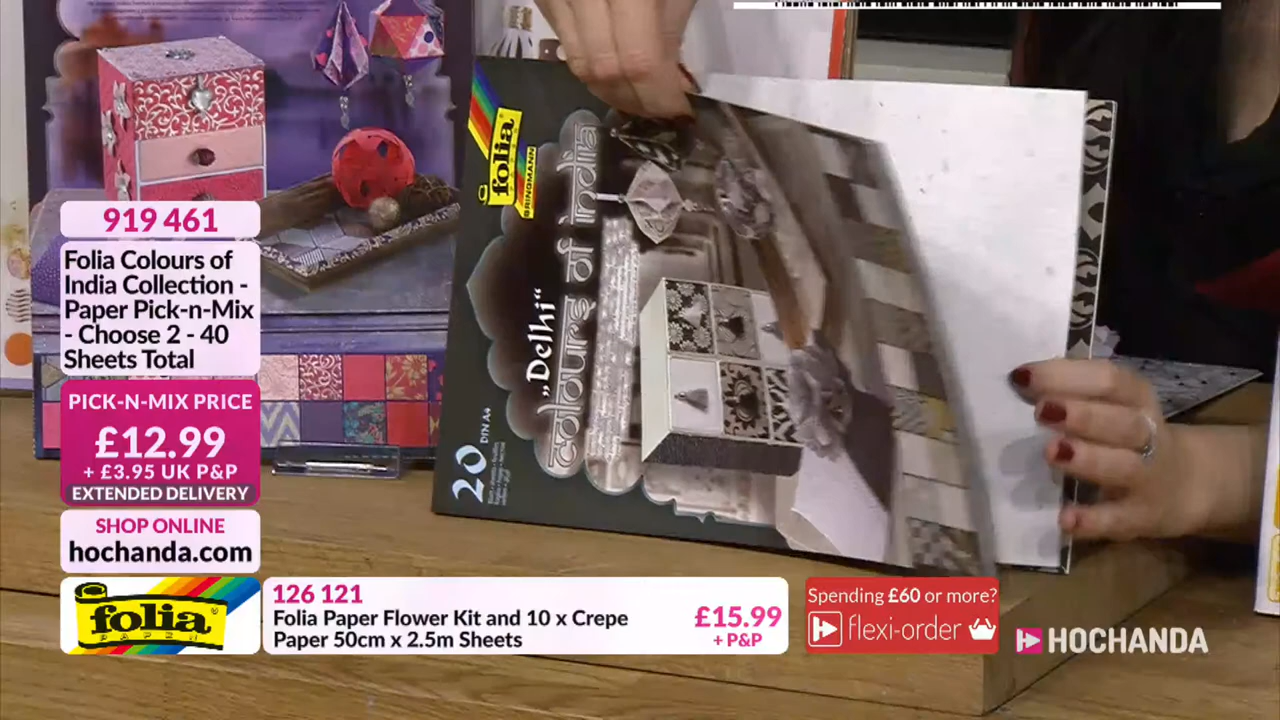 919 461
Folia Colours of
India Collection -
Paper Pick-n-Mix
- Choose 2 - 40
Sheets Total
PICK-N-MIX PRICE
£12.99
+ £3.95 UK P&P
EXTENDED DELIVERY
SHOP ONLINE
hochanda.com
folia
PAPER
126 121
Folia Paper Flower Kit and 10 x Crepe
Paper 50cm x 2.5m Sheets
£15.99
+ P&P
Spending £60 or more?
flexi-order
HOCHANDA
folia
BRINGMANN
colours of india
„Delhi“
20 DIN A4